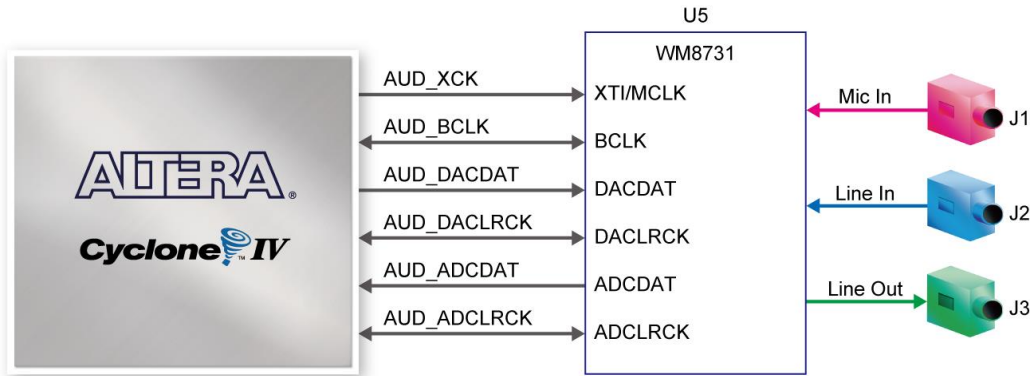 U5
WM8731
AUD_XCK
XTI/MCLK
AUD_BCLK
BCLK
AUD_DACDAT
DACDAT
AUD_DACLRCK
DACLRCK
AUD_ADCDAT
ADCDAT
AUD_ADCLRCK
ADCLRCK
ALTERA®
Cyclone™ IV
Mic In
J1
Line In
J2
Line Out
J3